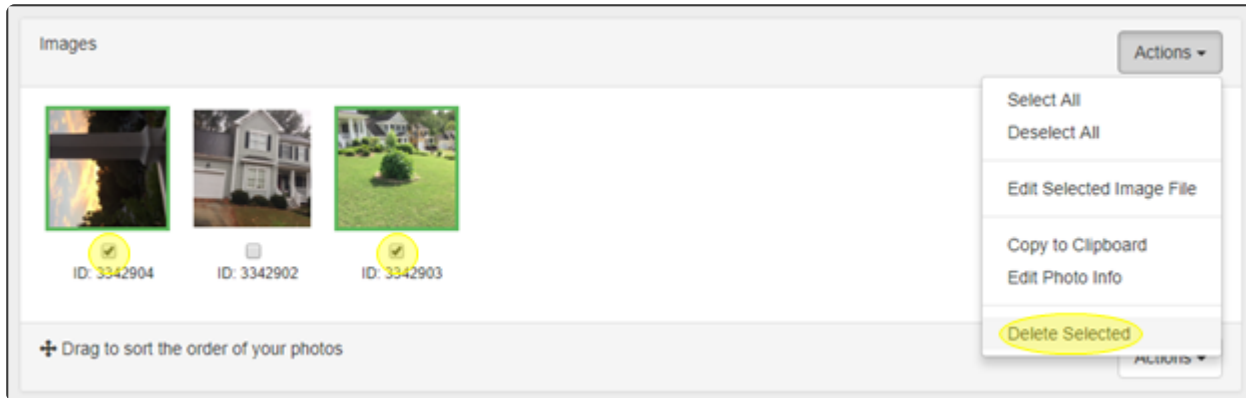 Images
Actions
Select All
Deselect All
Edit Selected Image File
Copy to Clipboard
Edit Photo Info
Delete Selected
ID: 3342904
ID: 3342902
ID: 3342903
Drag to sort the order of your photos
Actions